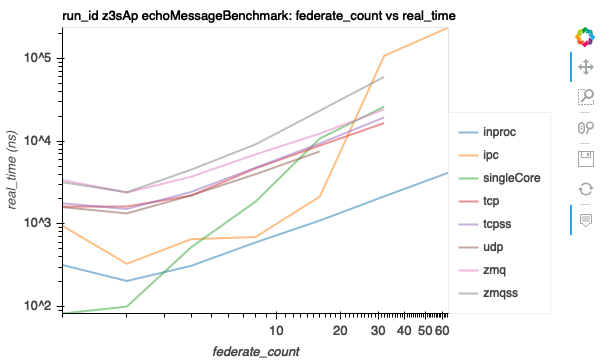 run_id z3sAp echoMessageBenchmark: federate_count vs real_time
10^5
10^4
10^3
10^2
real_time (ns)
10
20
30
40
50
60
federate_count
inproc
ipc
singleCore
tcp
tcpss
udp
zmq
zmqss